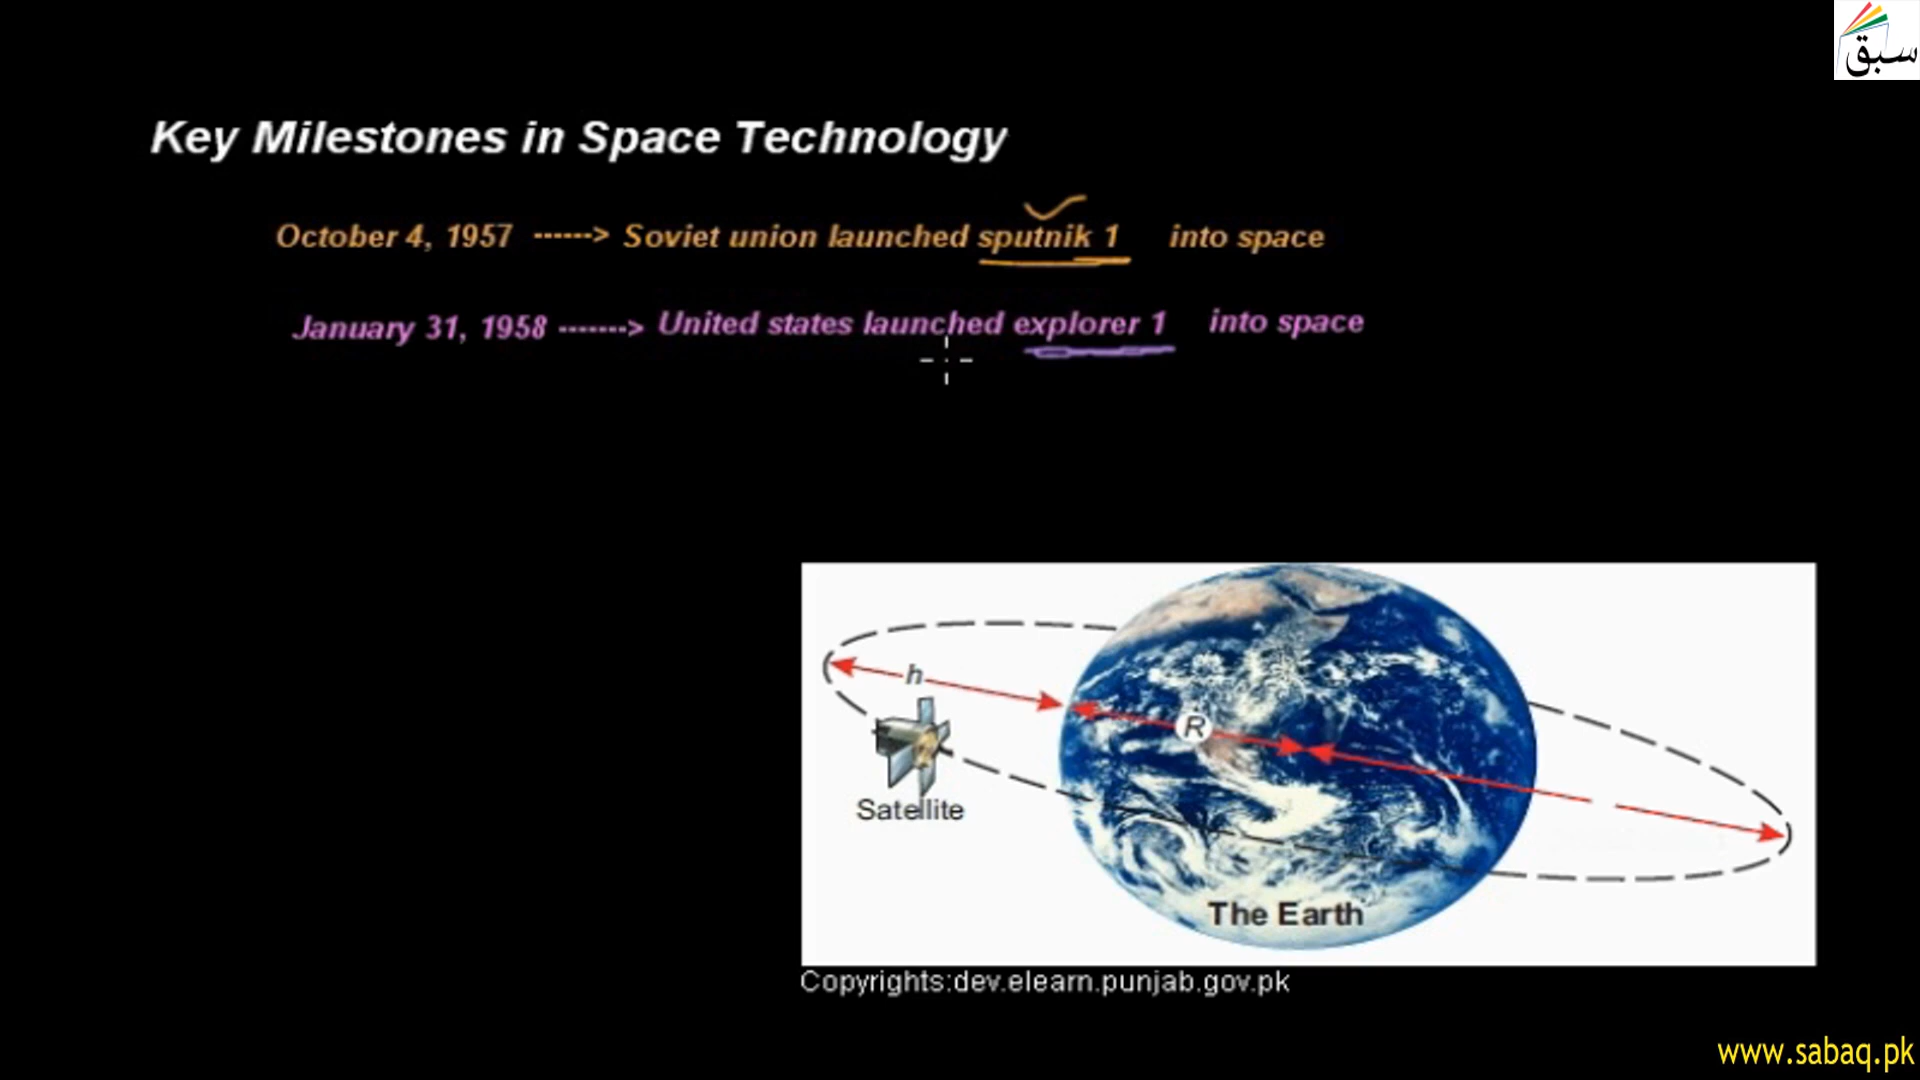 سبق
Key Milestones in Space Technology
October 4, 1957 ------> Soviet union launched sputnik 1 into space
January 31, 1958 -------> United states launched explorer 1 into space
h
R
Satellite
The Earth
Copyrights:dev.elearn.punjab.gov.pk
www.sabaq.pk